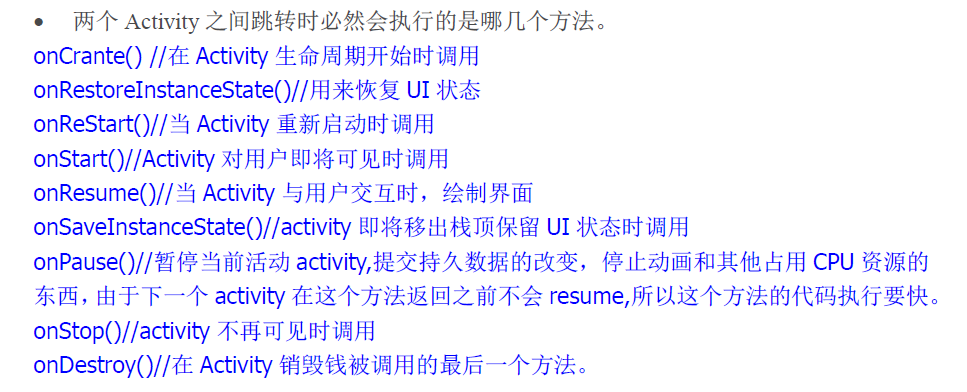 • 两个 Activity 之间跳转时必然会执行的是哪几个方法。
onCrante() //在 Activity 生命周期开始时调用
onRestoreInstanceState()//用来恢复 UI 状态
onReStart()//当 Activity 重新启动时调用
onStart()//Activity 对用户即将可见时调用
onResume()//当 Activity 与用户交互时，绘制界面
onSaveInstanceState()//activity 即将移出栈顶保留 UI 状态时调用
onPause()//暂停当前活动 activity,提交持久数据的改变，停止动画和其他占用 CPU 资源的
东西，由于下一个 activity 在这个方法返回之前不会 resume,所以这个方法的代码执行要快。
onStop()//activity 不再可见时调用
onDestroy()//在 Activity 销毁钱被调用的最后一个方法。